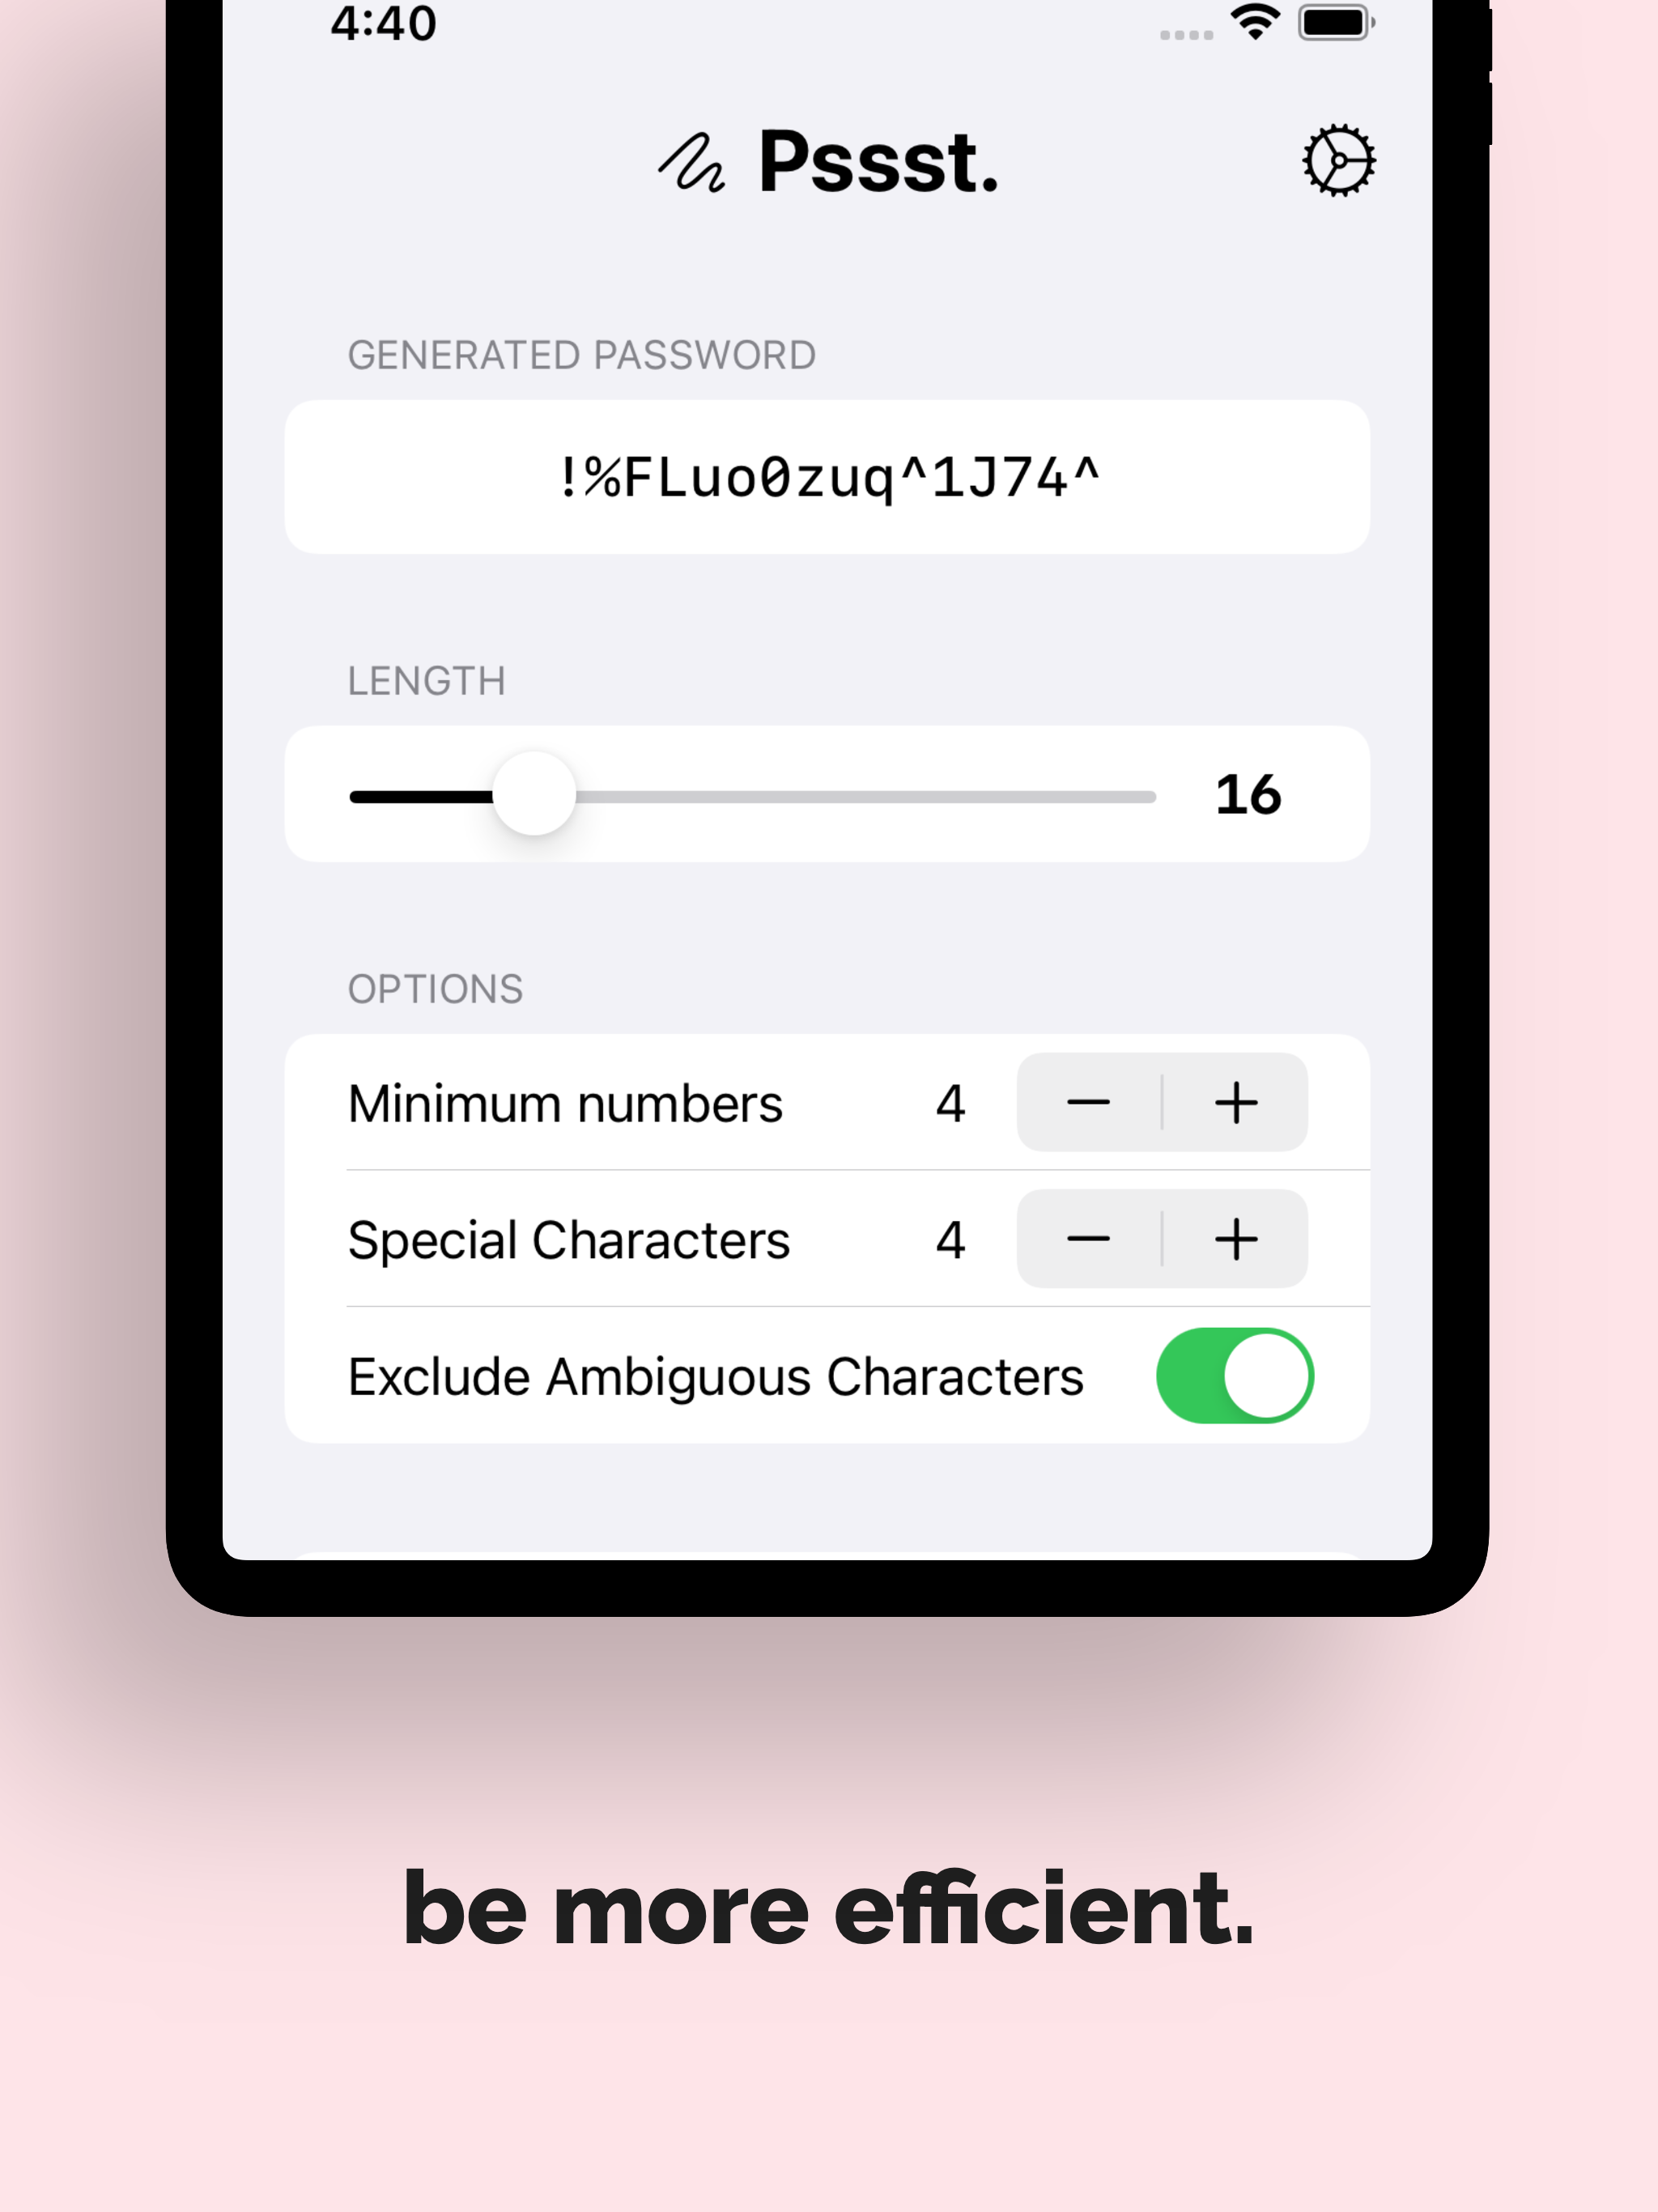 4:40
Pssst.
GENERATED PASSWORD
!%FLuo0zuq^1J74^
LENGTH
16
OPTIONS
Minimum numbers 4 − +
Special Characters 4 − +
Exclude Ambiguous Characters
be more efficient.